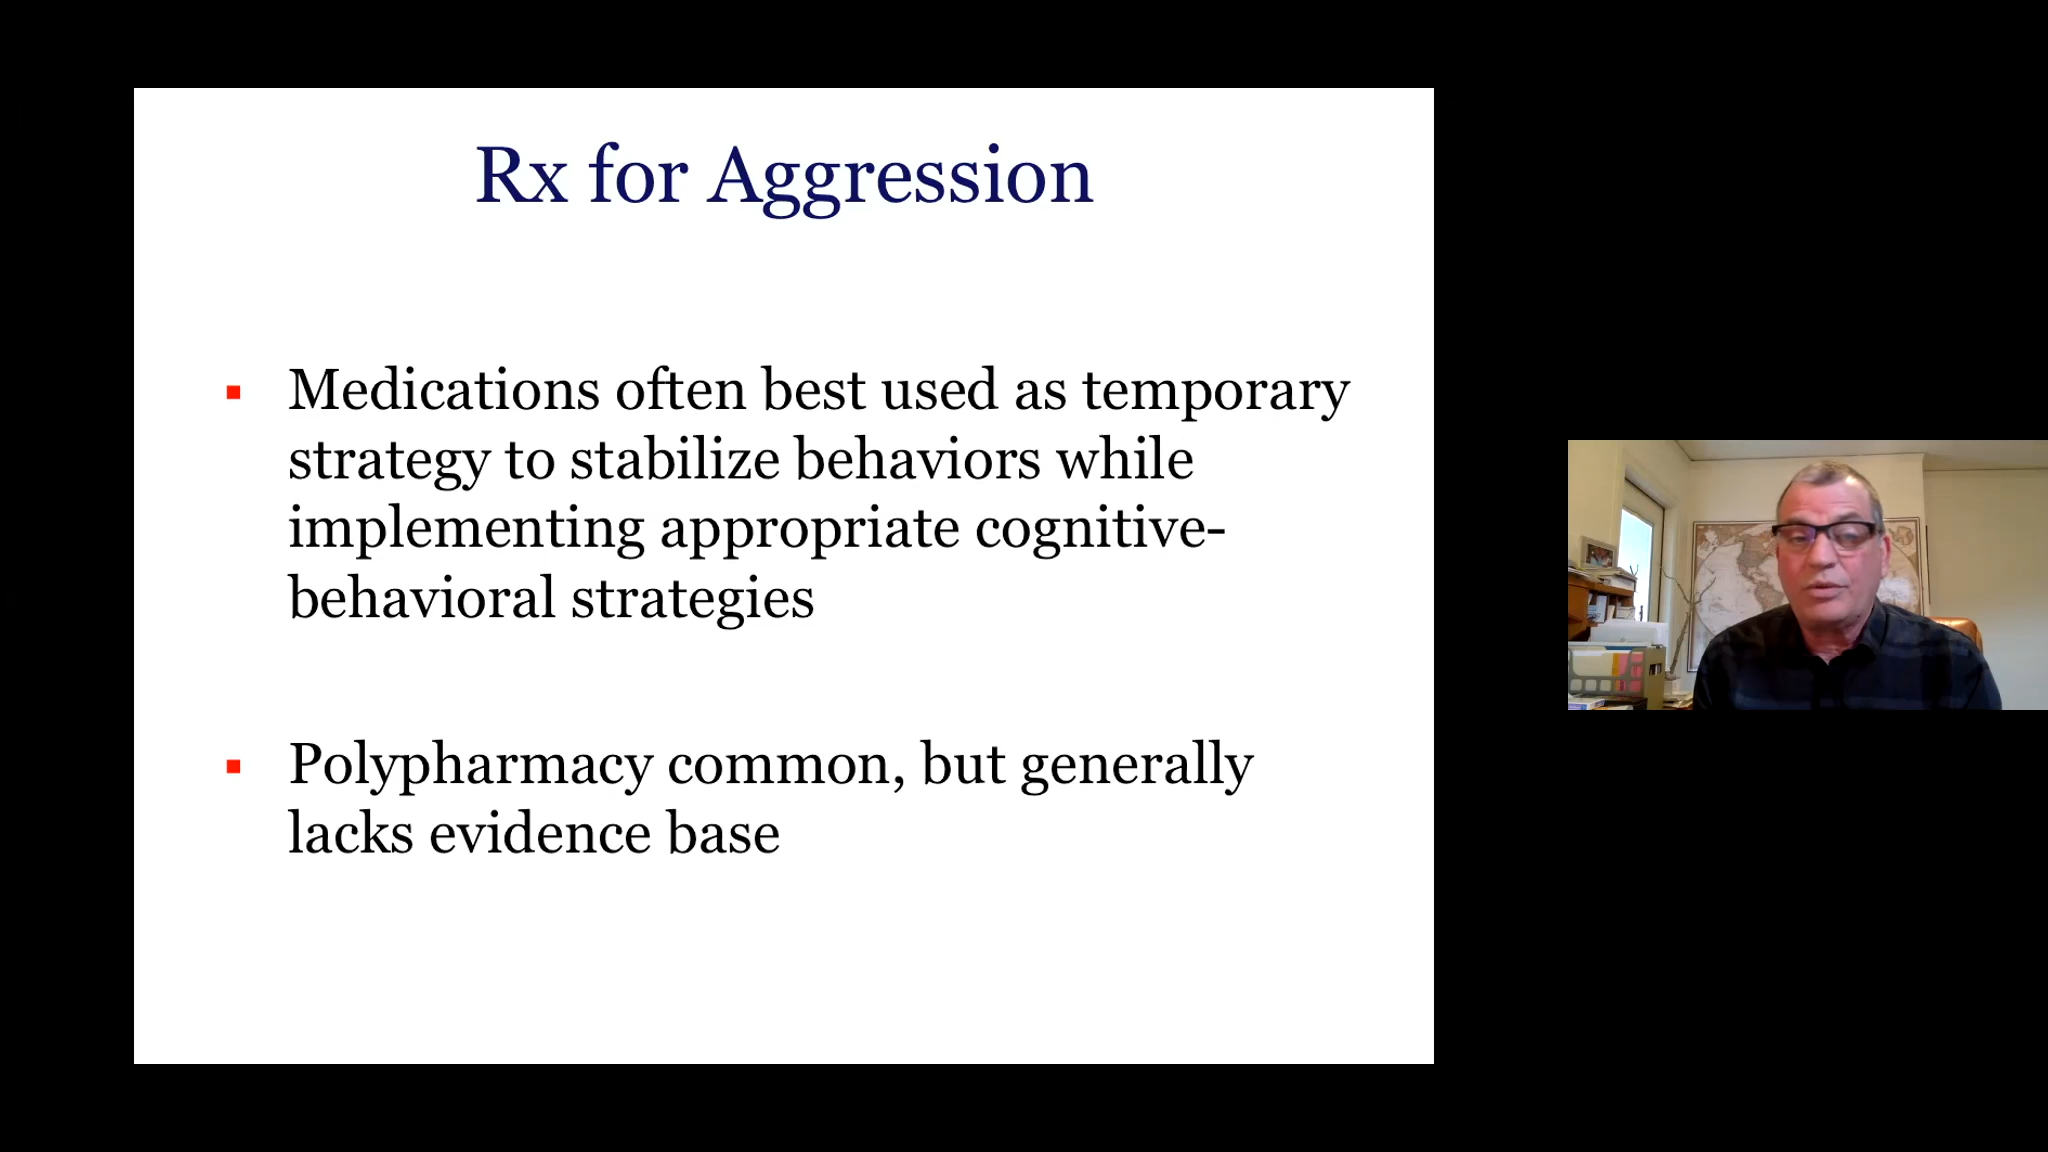 Rx for Aggression
Medications often best used as temporary
strategy to stabilize behaviors while
implementing appropriate cognitive-
behavioral strategies
Polypharmacy common, but generally
lacks evidence base